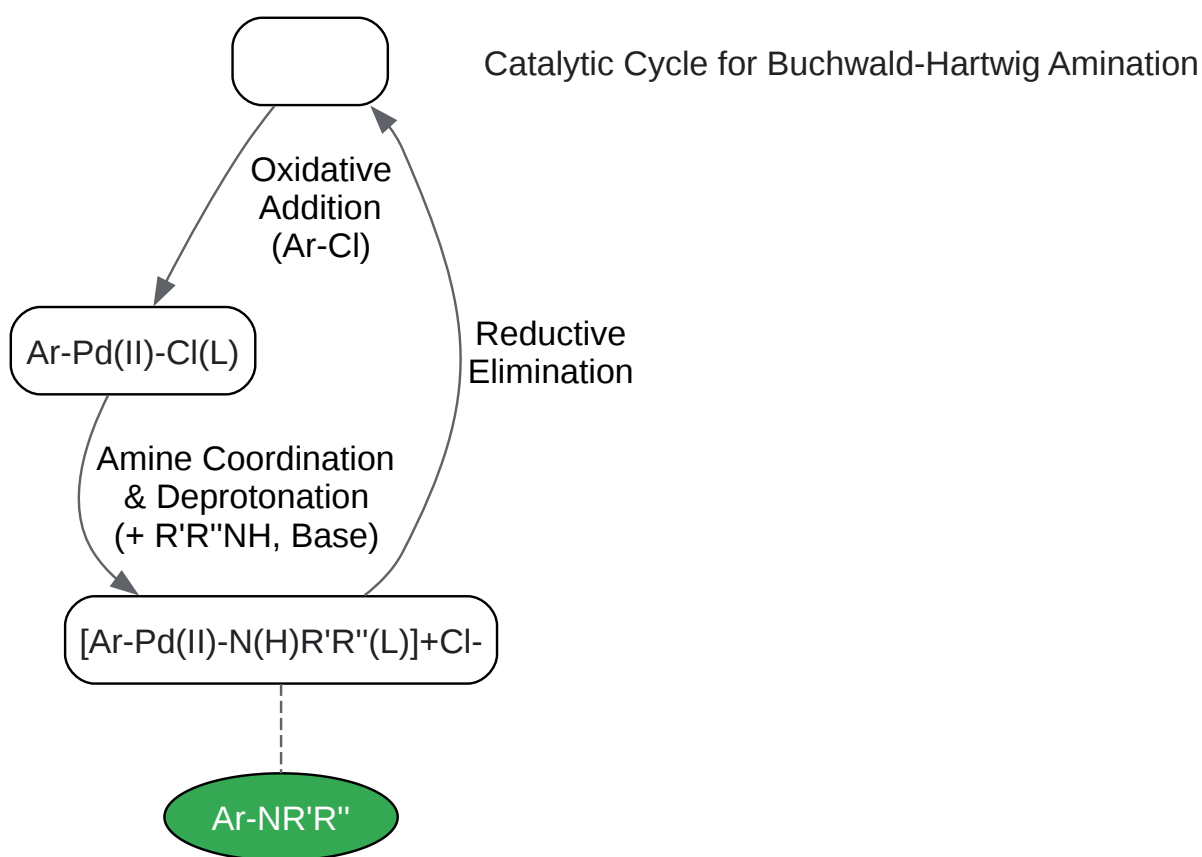 Catalytic Cycle for Buchwald-Hartwig Amination
Oxidative
Addition
(Ar-Cl)
Ar-Pd(II)-Cl(L)
Reductive
Elimination
Amine Coordination
& Deprotonation
(+ R'R''NH, Base)
[Ar-Pd(II)-N(H)R'R''(L)]+Cl-
Ar-NR'R''